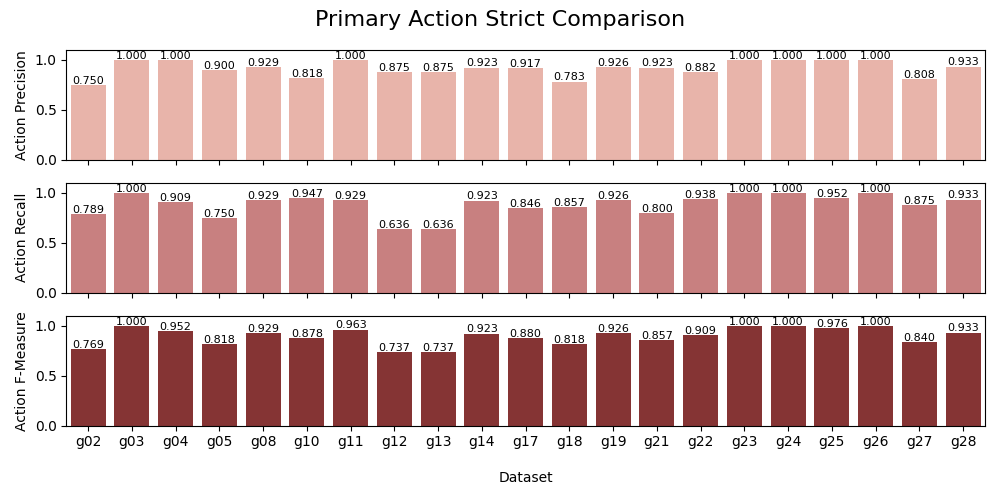 Primary Action Strict Comparison
Action Precision
1.0
0.5
0.0
0.750 1.000 1.000 0.900 0.929 0.818 1.000 0.875 0.875 0.923 0.917 0.783 0.926 0.923 0.882 1.000 1.000 1.000 1.000 0.808 0.933
Action Recall
1.0
0.5
0.0
0.789 1.000 0.909 0.750 0.929 0.947 0.929 0.636 0.636 0.923 0.846 0.857 0.926 0.800 0.938 1.000 1.000 0.952 1.000 0.875 0.933
Action F-Measure
1.0
0.5
0.0
0.769 1.000 0.952 0.818 0.929 0.878 0.963 0.737 0.737 0.923 0.880 0.818 0.926 0.857 0.909 1.000 1.000 0.976 1.000 0.840 0.933
g02 g03 g04 g05 g08 g10 g11 g12 g13 g14 g17 g18 g19 g21 g22 g23 g24 g25 g26 g27 g28
Dataset